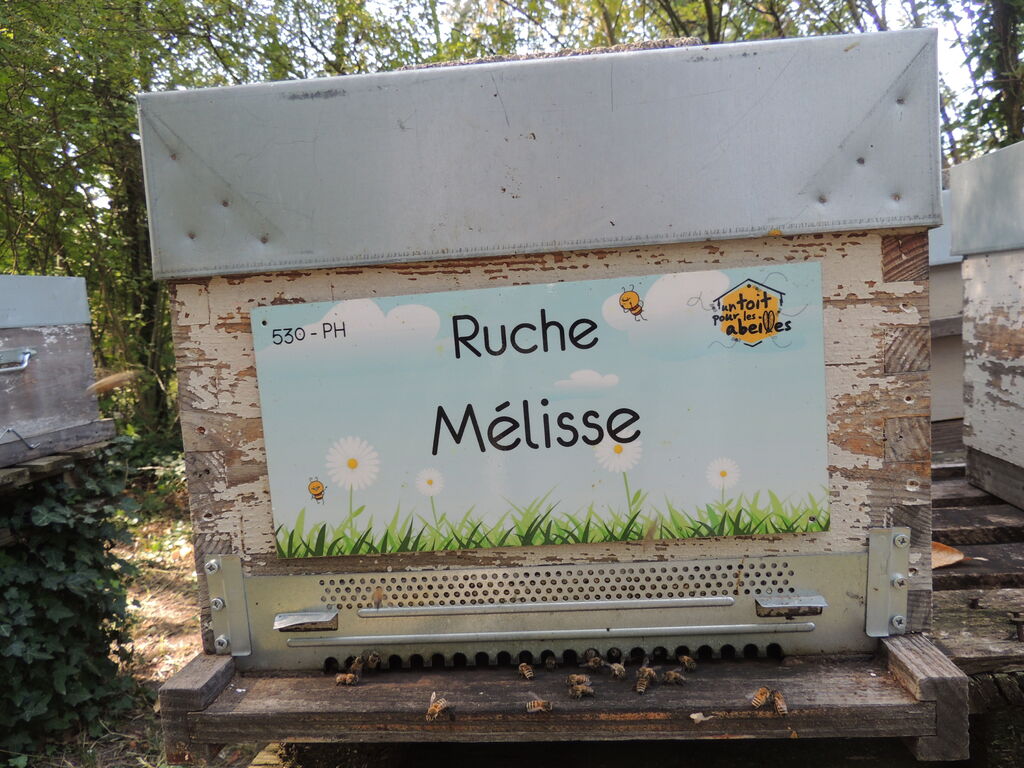 530 - PH
Ruche
Mélisse
un toit
pour les
abeilles